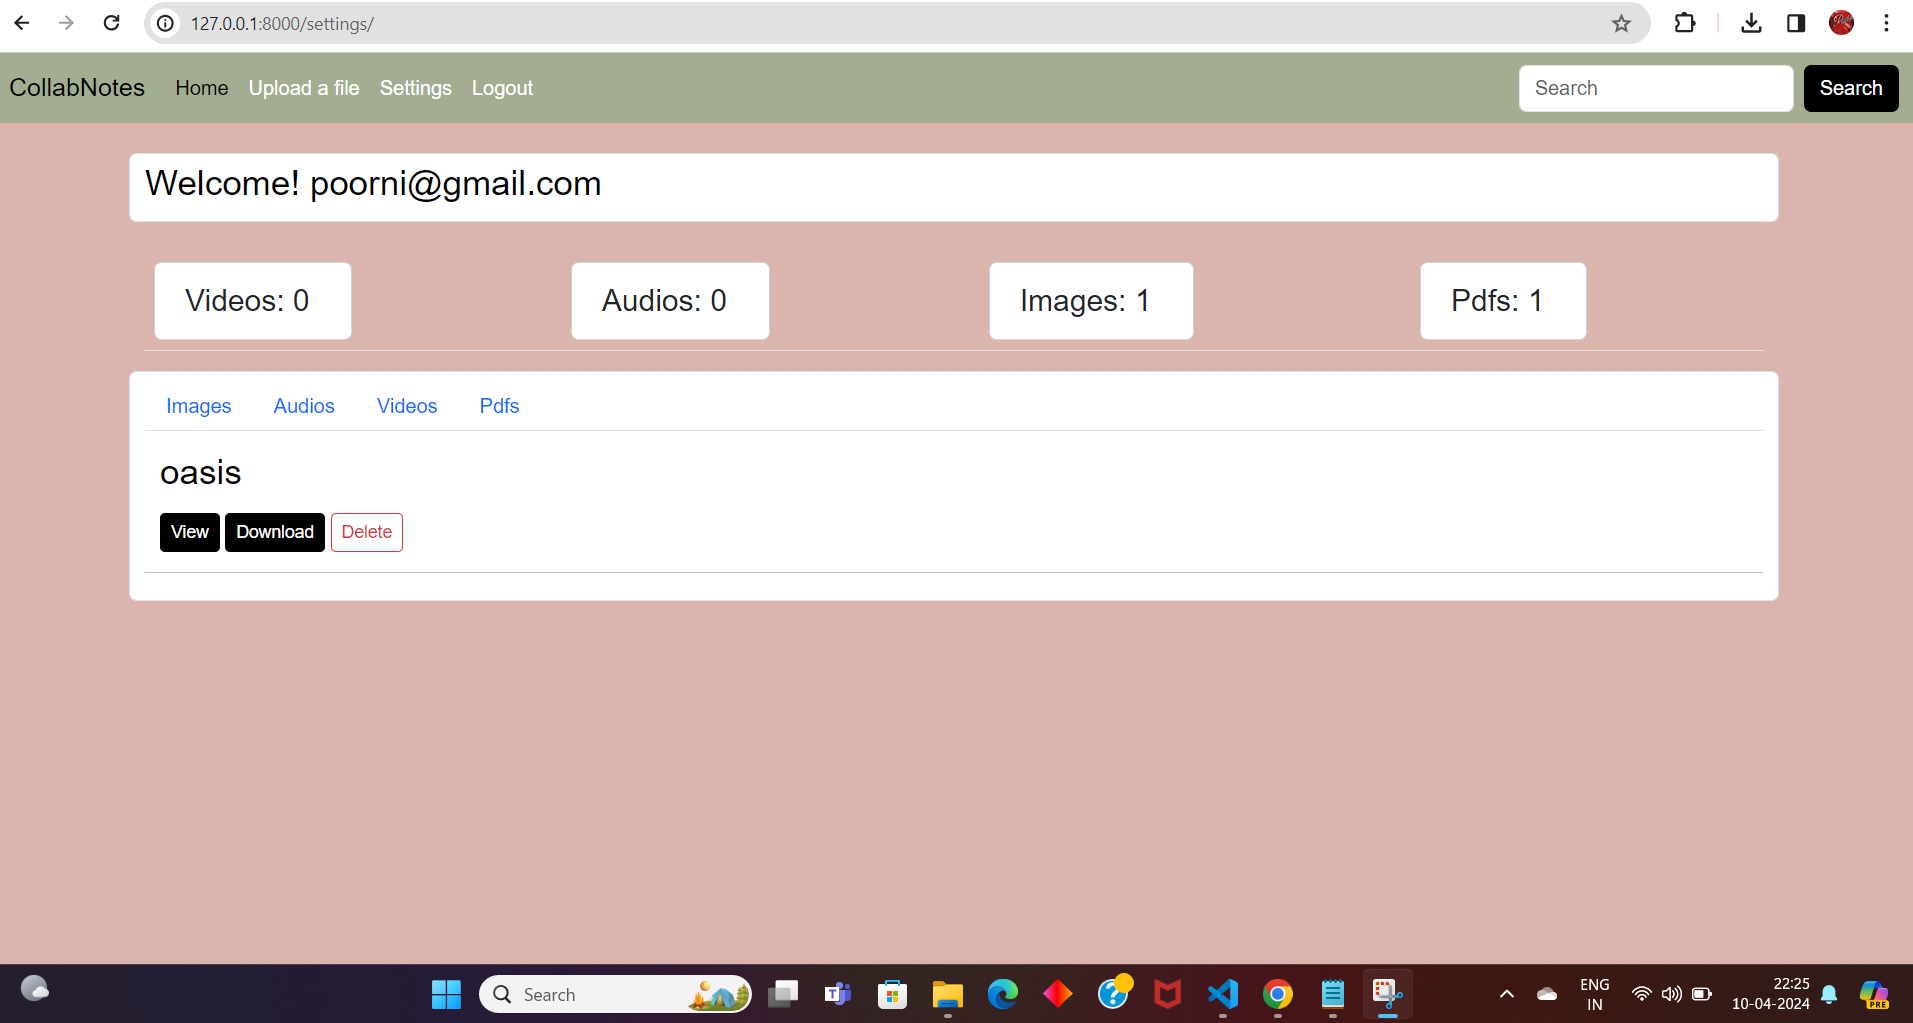 127.0.0.1:8000/settings/
CollabNotes Home Upload a file Settings Logout Search Search
Welcome! poorni@gmail.com
Videos: 0 Audios: 0 Images: 1 Pdfs: 1
Images Audios Videos Pdfs
oasis
View Download Delete
Search
ENG
IN
22:25
10-04-2024
PRE